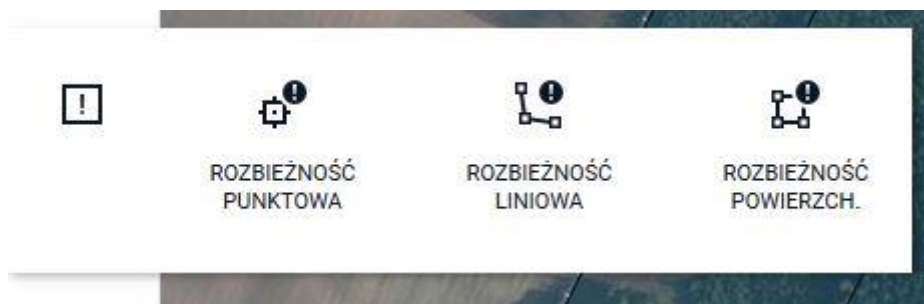 ROZBIEŻNOŚĆ
PUNKTOWA
ROZBIEŻNOŚĆ
LINIOWA
ROZBIEŻNOŚĆ
POWIERZCH.